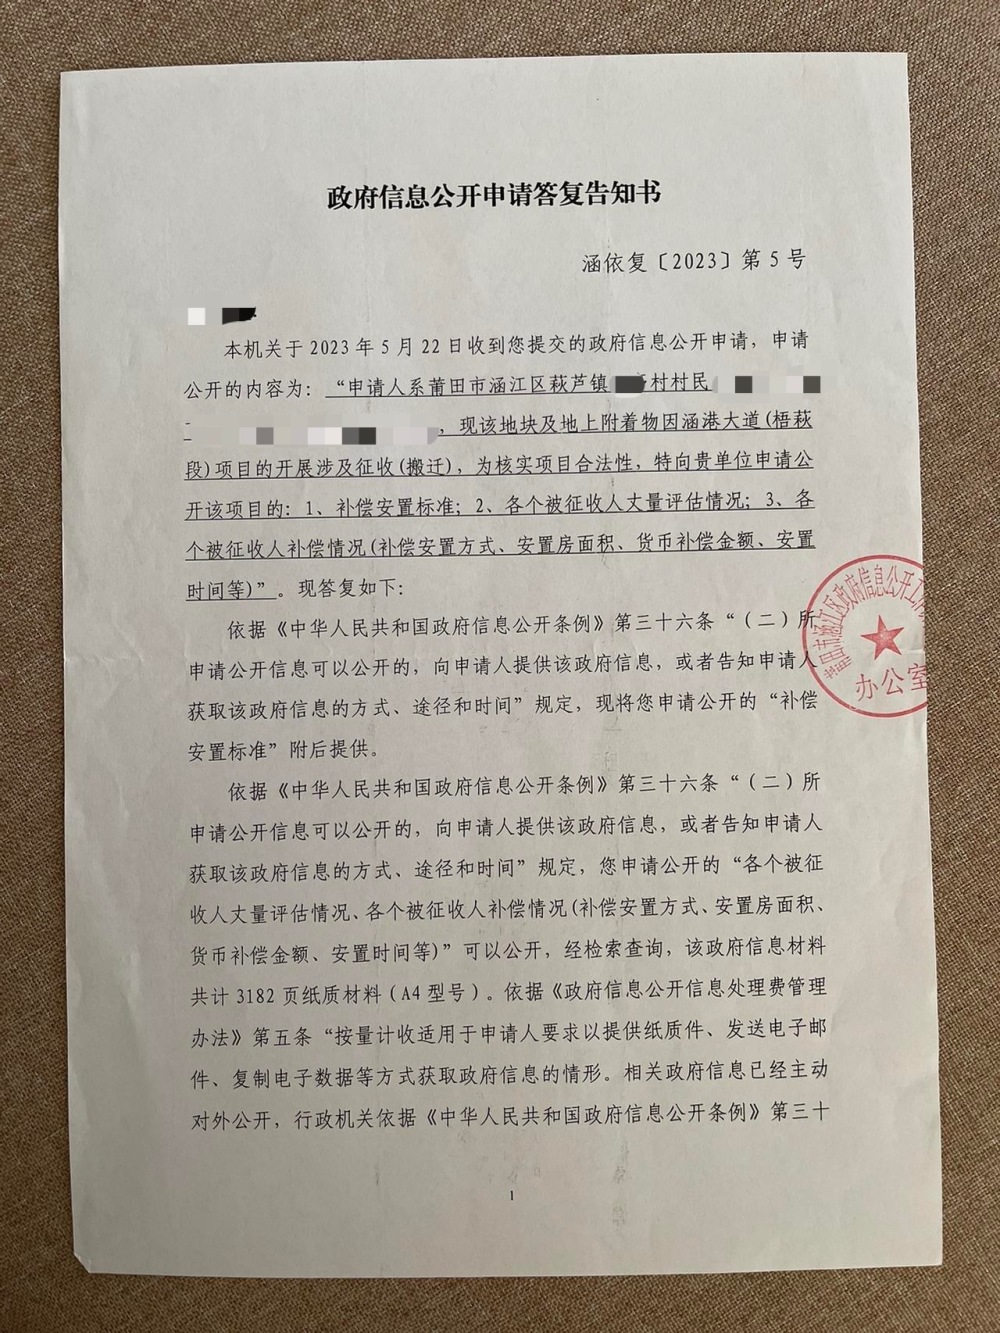 政府信息公开申请答复告知书
涵依复〔2023〕第 5 号
本机关于 2023 年 5 月 22 日收到您提交的政府信息公开申请，申请
公开的内容为：“申请人系莆田市涵江区萩芦镇 村村民
，现该地块及地上附着物因涵港大道(梧萩
段)项目的开展涉及征收(搬迁)，为核实项目合法性，特向贵单位申请公
开该项目的：1、补偿安置标准；2、各个被征收人丈量评估情况；3、各
个被征收人补偿情况(补偿安置方式、安置房面积、货币补偿金额、安置
时间等)”。现答复如下：
依据《中华人民共和国政府信息公开条例》第三十六条“（二）所
申请公开信息可以公开的，向申请人提供该政府信息，或者告知申请人
获取该政府信息的方式、途径和时间”规定，现将您申请公开的“补偿
安置标准”附后提供。
依据《中华人民共和国政府信息公开条例》第三十六条“（二）所
申请公开信息可以公开的，向申请人提供该政府信息，或者告知申请人
获取该政府信息的方式、途径和时间”规定，您申请公开的“各个被征
收人丈量评估情况、各个被征收人补偿情况(补偿安置方式、安置房面积、
货币补偿金额、安置时间等)”可以公开，经检索查询，该政府信息材料
共计 3182 页纸质材料（A4 型号）。依据《政府信息公开信息处理费管理
办法》第五条“按量计收适用于申请人要求以提供纸质件、发送电子邮
件、复制电子数据等方式获取政府信息的情形。相关政府信息已经主动
对外公开，行政机关依据《中华人民共和国政府信息公开条例》第三十
1
莆田市涵江区政府信息公开工
办公室